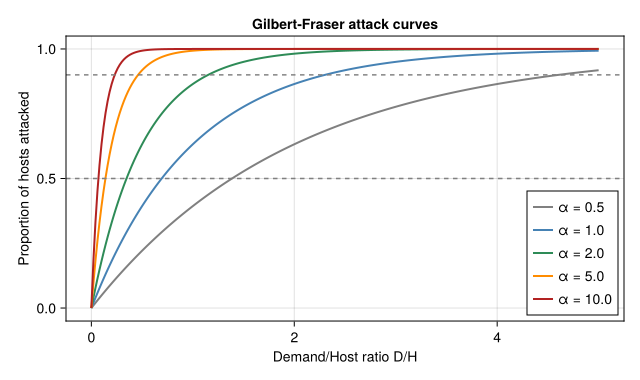 Gilbert-Fraser attack curves
Proportion of hosts attacked
1.0
0.5
0.0
0
2
4
Demand/Host ratio D/H
α = 0.5
α = 1.0
α = 2.0
α = 5.0
α = 10.0